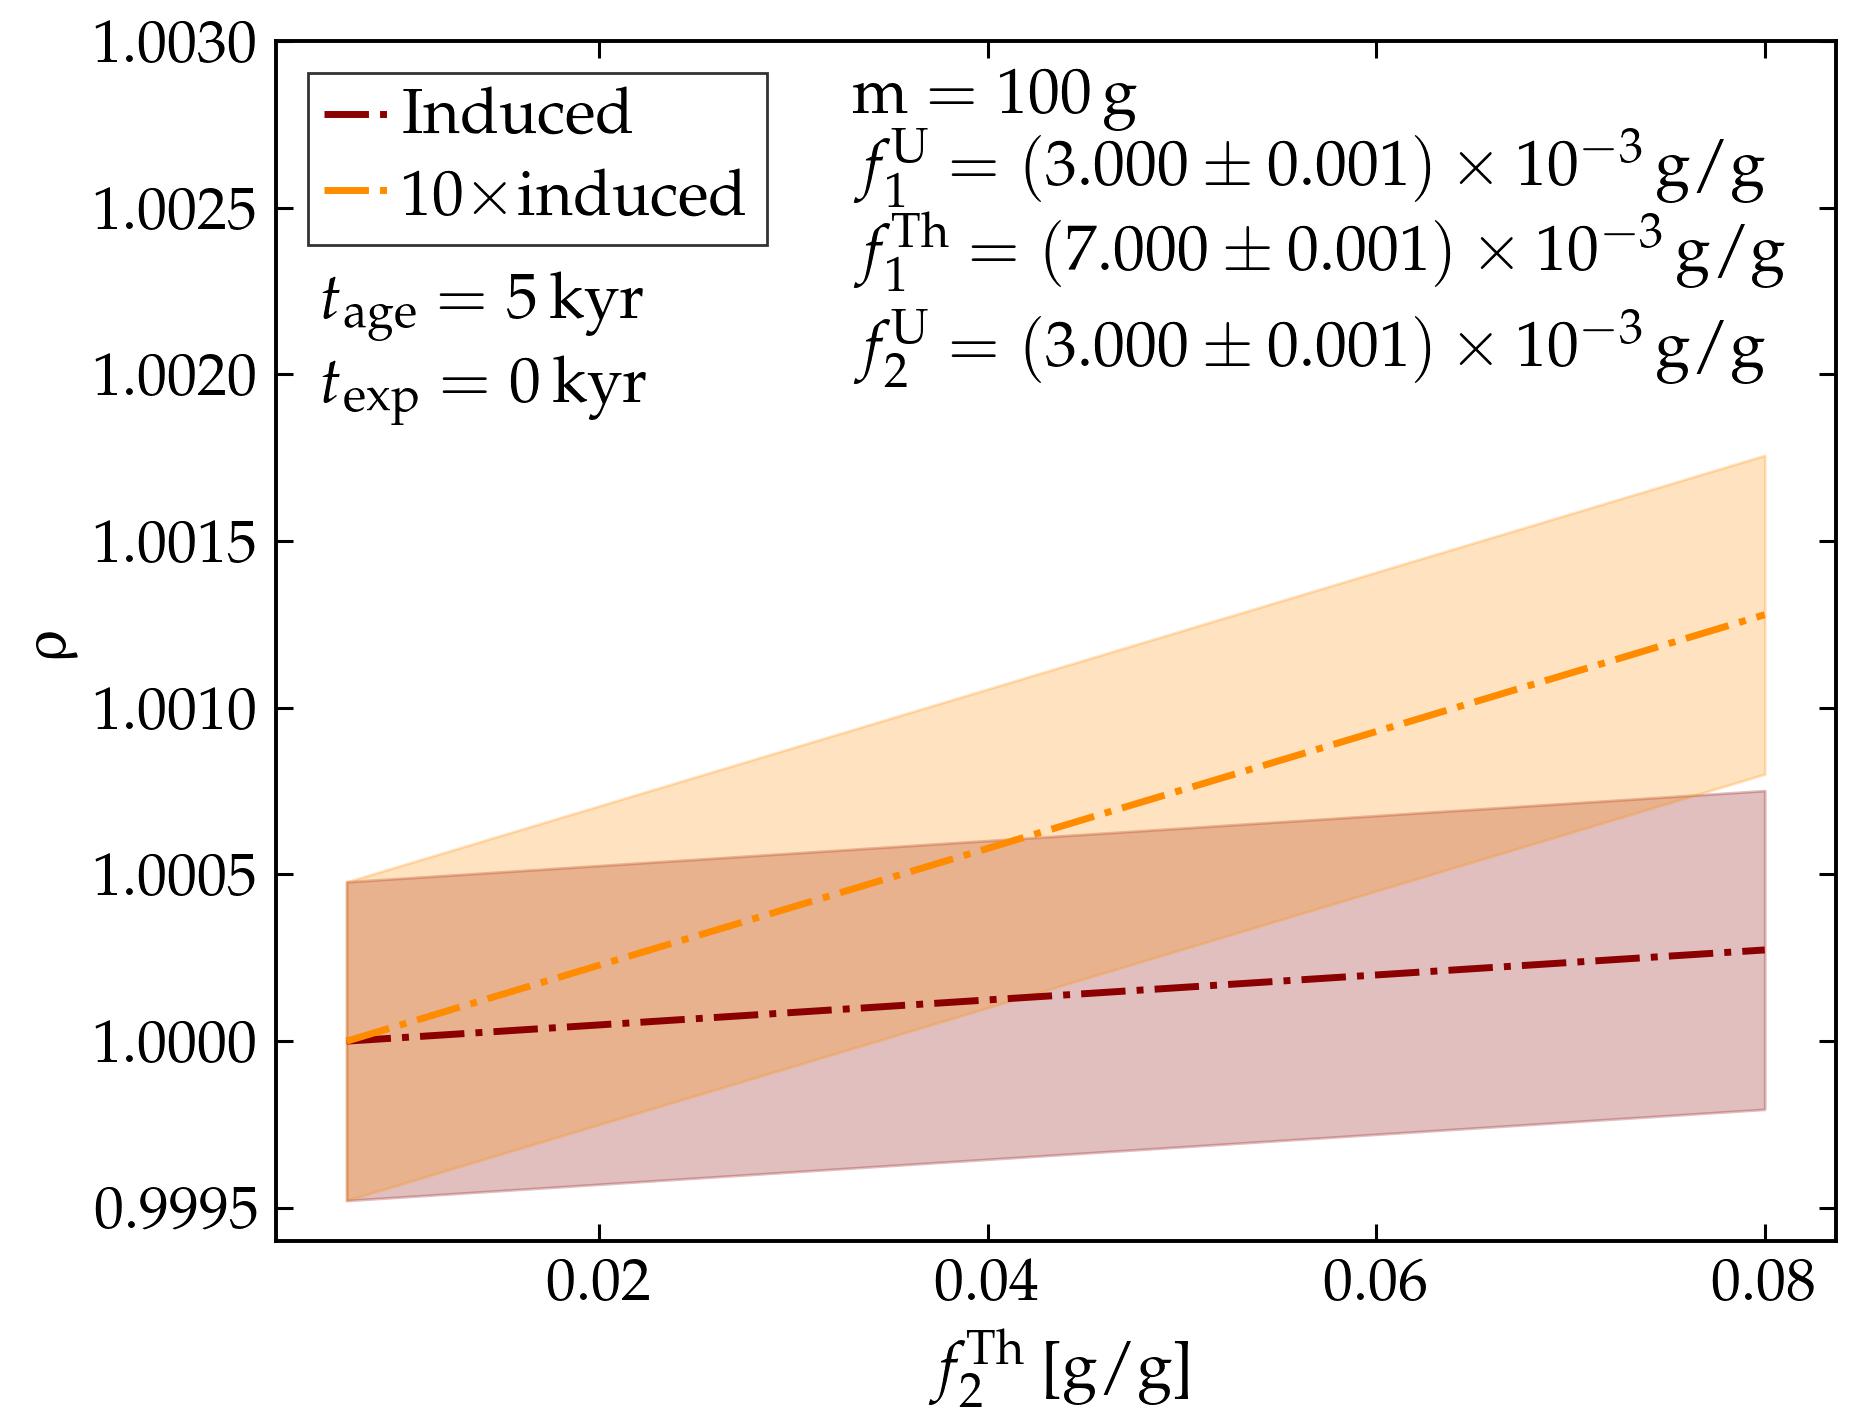 1.0030
1.0025
1.0020
1.0015
1.0010
1.0005
1.0000
0.9995
ρ
Induced
10×induced
t_age = 5 kyr
t_exp = 0 kyr
m = 100 g
f_1^U = (3.000 ± 0.001) × 10^−3 g/g
f_1^Th = (7.000 ± 0.001) × 10^−3 g/g
f_2^U = (3.000 ± 0.001) × 10^−3 g/g
0.02 0.04 0.06 0.08
f_2^Th [g/g]